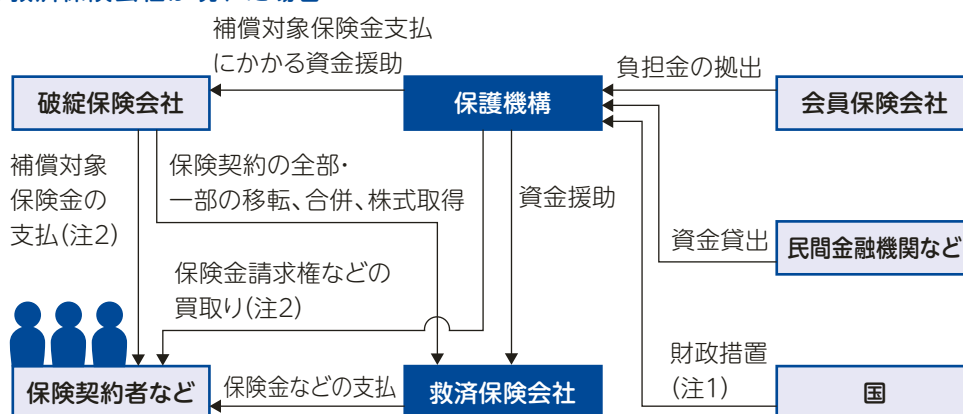 補償対象保険金支払
にかかる資金援助
負担金の拠出
破綻保険会社
保護機構
会員保険会社
補償対象
保険金の
支払(注2)
保険契約の全部・
一部の移転、合併、株式取得
資金援助
資金貸出
民間金融機関など
保険金請求権などの
買取り(注2)
財政措置
(注1)
保険契約者など
保険金などの支払
救済保険会社
国